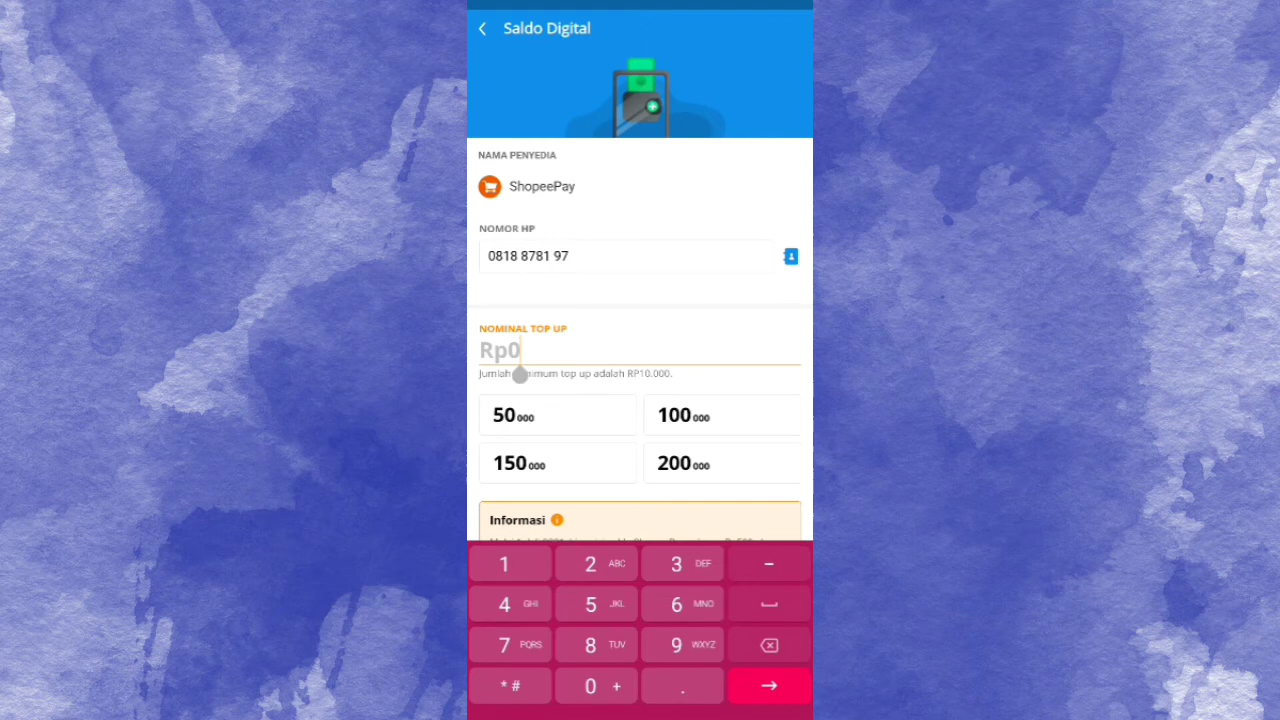 Saldo Digital
NAMA PENYEDIA
ShopeePay
NOMOR HP
0818 8781 97
NOMINAL TOP UP
Rp0
Jumlah minimum top up adalah RP10.000.
50 000
100 000
150 000
200 000
Informasi
1
2 ABC
3 DEF
-
4 GHI
5 JKL
6 MNO
7 PQRS
8 TUV
9 WXYZ
* #
0 +
.